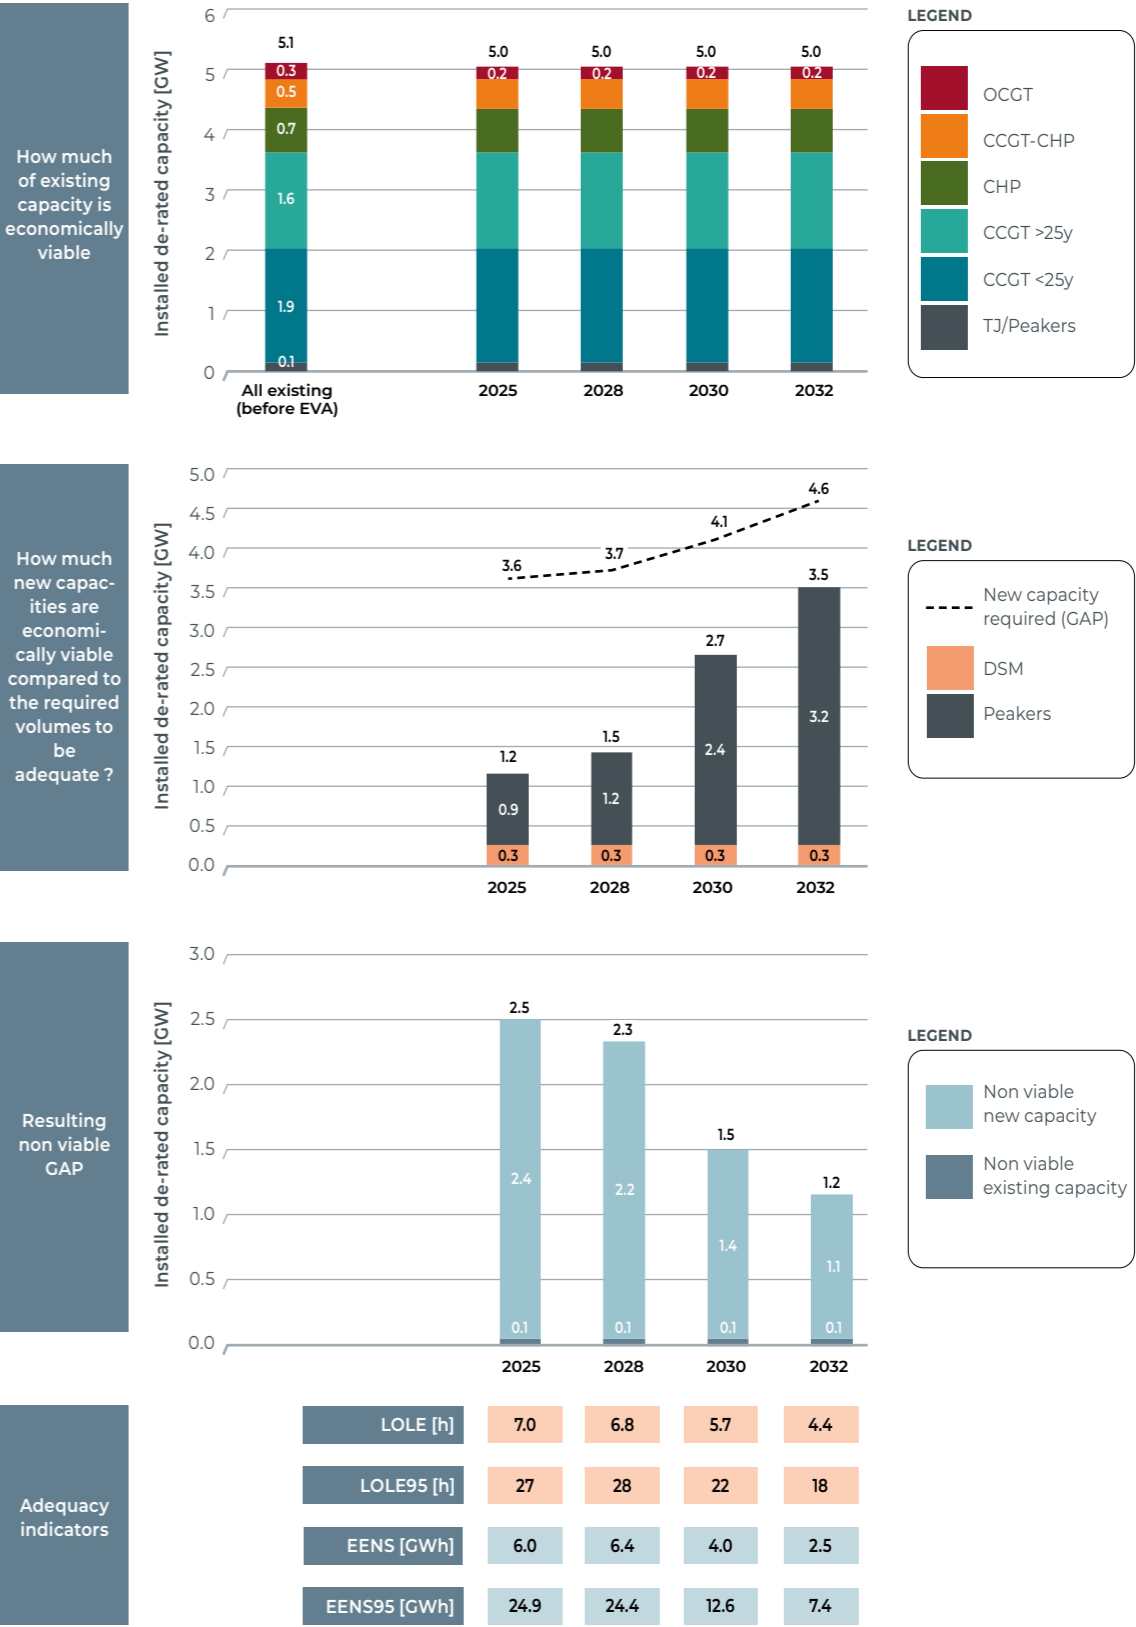 How much
of existing
capacity is
economically
viable
Installed de-rated capacity [GW]
6
5
4
3
2
1
0
5.1
0.3
0.5
0.7
1.6
1.9
0.1
5.0
0.2
5.0
0.2
5.0
0.2
5.0
0.2
All existing
(before EVA)
2025
2028
2030
2032
LEGEND
OCGT
CCGT-CHP
CHP
CCGT >25y
CCGT <25y
TJ/Peakers
How much
new capac-
ities are
economi-
cally viable
compared to
the required
volumes to
be
adequate ?
Installed de-rated capacity [GW]
5.0
4.5
4.0
3.5
3.0
2.5
2.0
1.5
1.0
0.5
0.0
3.6
3.7
4.1
4.6
1.2
0.9
0.3
1.5
1.2
0.3
2.7
2.4
0.3
3.5
3.2
0.3
2025
2028
2030
2032
LEGEND
New capacity
required (GAP)
DSM
Peakers
Resulting
non viable
GAP
Installed de-rated capacity [GW]
3.0
2.5
2.0
1.5
1.0
0.5
0.0
2.5
2.4
0.1
2.3
2.2
0.1
1.5
1.4
0.1
1.2
1.1
0.1
2025
2028
2030
2032
LEGEND
Non viable
new capacity
Non viable
existing capacity
Adequacy
indicators
LOLE [h] 7.0 6.8 5.7 4.4
LOLE95 [h] 27 28 22 18
EENS [GWh] 6.0 6.4 4.0 2.5
EENS95 [GWh] 24.9 24.4 12.6 7.4